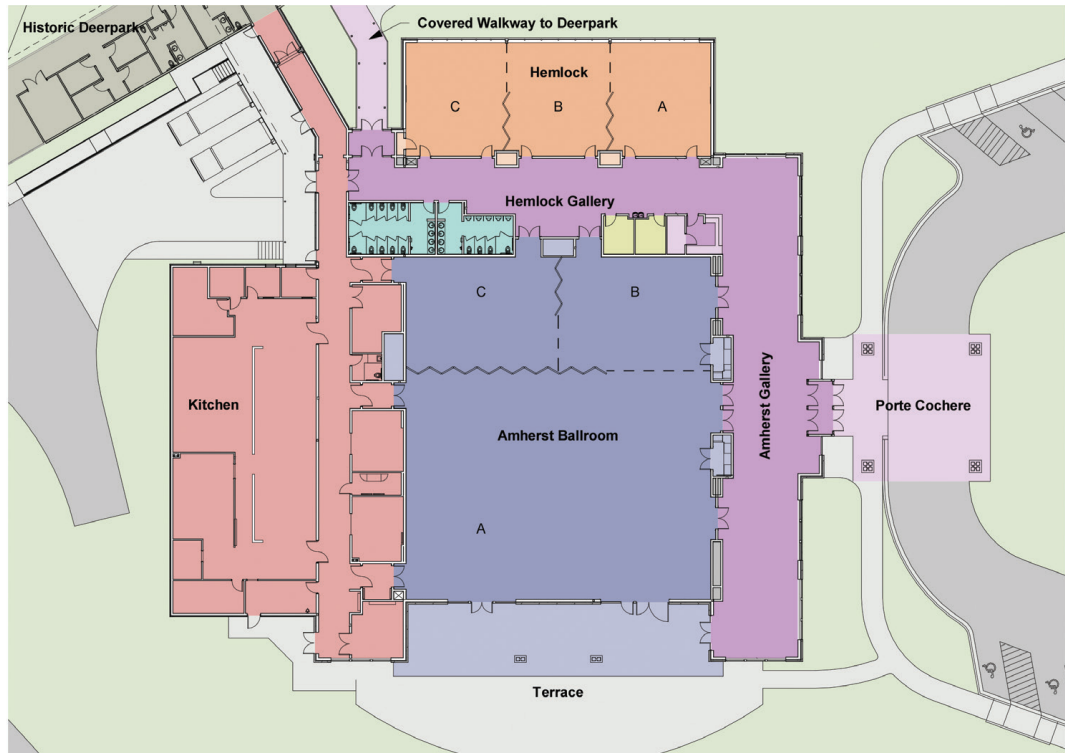 Historic Deerpark
Covered Walkway to Deerpark
Hemlock
C
B
A
Hemlock Gallery
C
B
Kitchen
Amherst Ballroom
Amherst Gallery
Porte Cochere
A
Terrace